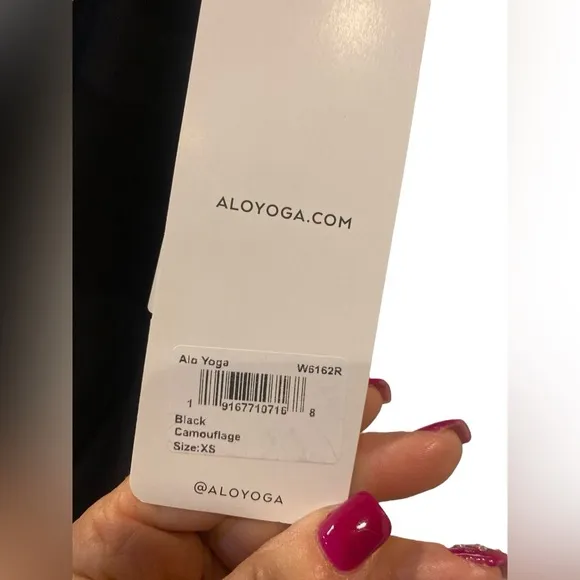 ALOYOGA.COM
Alo Yoga W6162R
1 9167710716 8
Black
Camouflage
Size:XS
@ALOYOGA